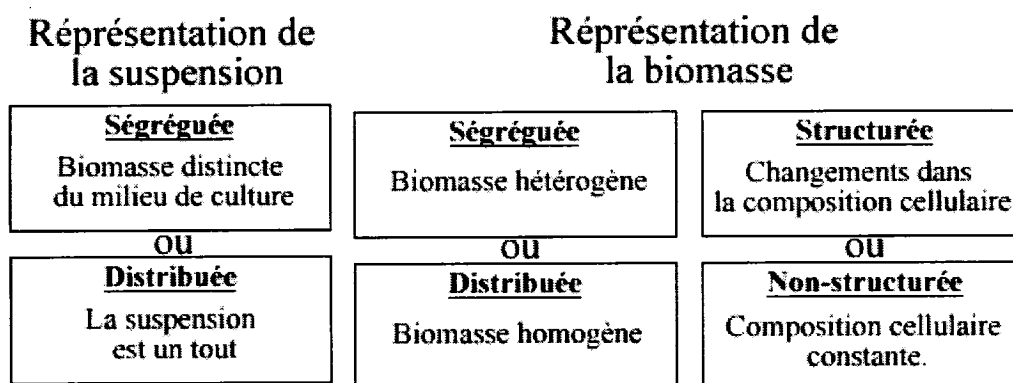 Réprésentation de
la suspension
Réprésentation de
la biomasse
Ségréguée
Biomasse distincte
du milieu de culture
ou
Distribuée
La suspension
est un tout
Ségréguée
Biomasse hétérogène
ou
Distribuée
Biomasse homogène
Structurée
Changements dans
la composition cellulaire
ou
Non-structurée
Composition cellulaire
constante.